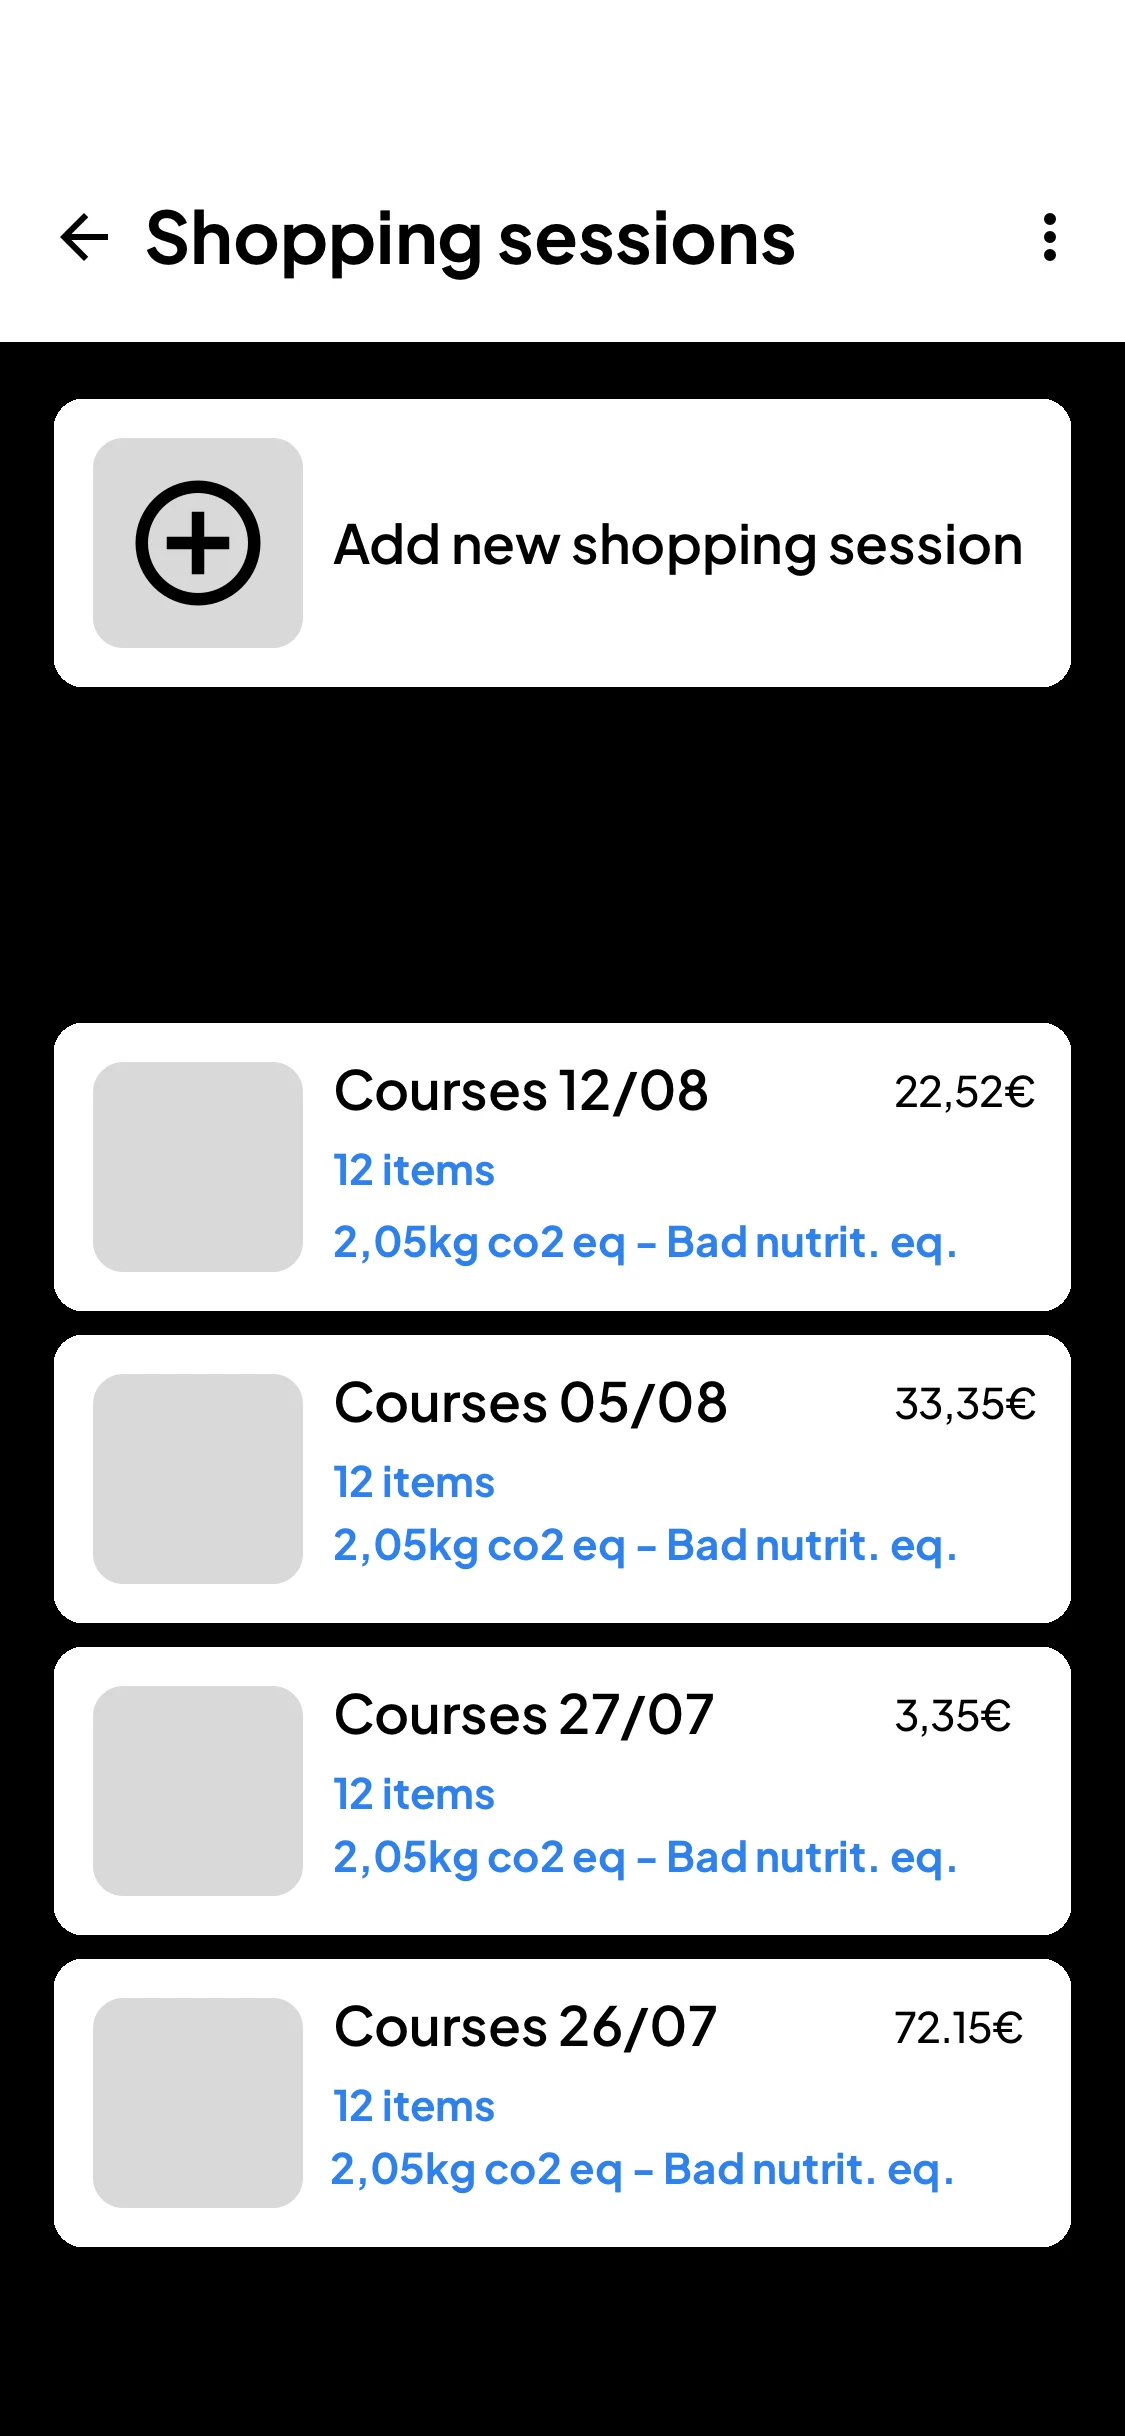 Shopping sessions
Add new shopping session
Courses 12/08 22,52€
12 items
2,05kg co2 eq – Bad nutrit. eq.
Courses 05/08 33,35€
12 items
2,05kg co2 eq – Bad nutrit. eq.
Courses 27/07 3,35€
12 items
2,05kg co2 eq – Bad nutrit. eq.
Courses 26/07 72.15€
12 items
2,05kg co2 eq – Bad nutrit. eq.